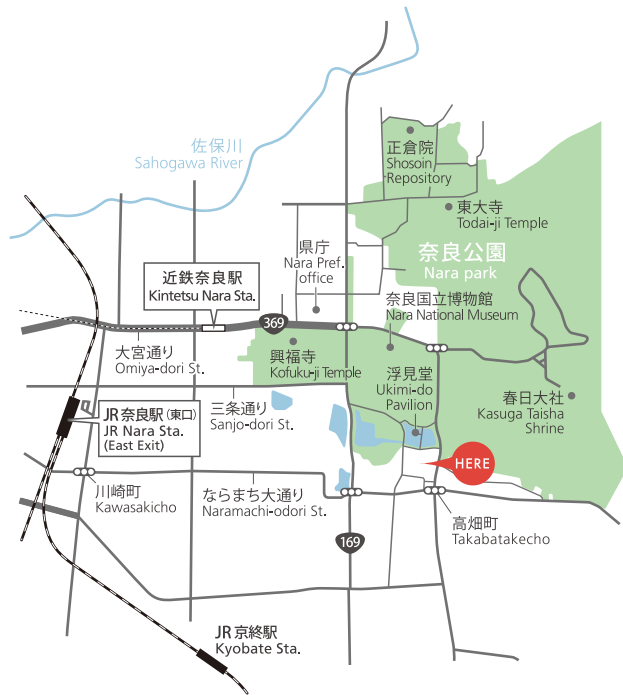 佐保川
Sahogawa River
正倉院
Shosoin
Repository
東大寺
Todai-ji Temple
奈良公園
Nara park
県庁
Nara Pref.
office
近鉄奈良駅
Kintetsu Nara Sta.
奈良国立博物館
Nara National Museum
369
大宮通り
Omiya-dori St.
興福寺
Kofuku-ji Temple
浮見堂
Ukimi-do
Pavilion
春日大社
Kasuga Taisha
Shrine
JR奈良駅(東口)
JR Nara Sta.
(East Exit)
三条通り
Sanjo-dori St.
HERE
川崎町
Kawasakicho
ならまち大通り
Naramachi-odori St.
高畑町
Takabatakecho
169
JR京終駅
Kyobate Sta.